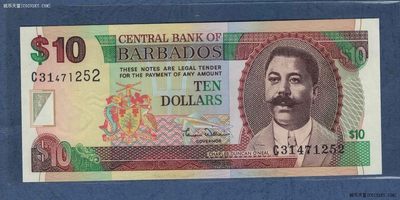 CENTRAL BANK OF
BARBADOS
$10
$10
C31471252
THESE NOTES ARE LEGAL TENDER
FOR THE PAYMENT OF ANY AMOUNT
TEN
DOLLARS
GOVERNOR
$10
C31471252
$10